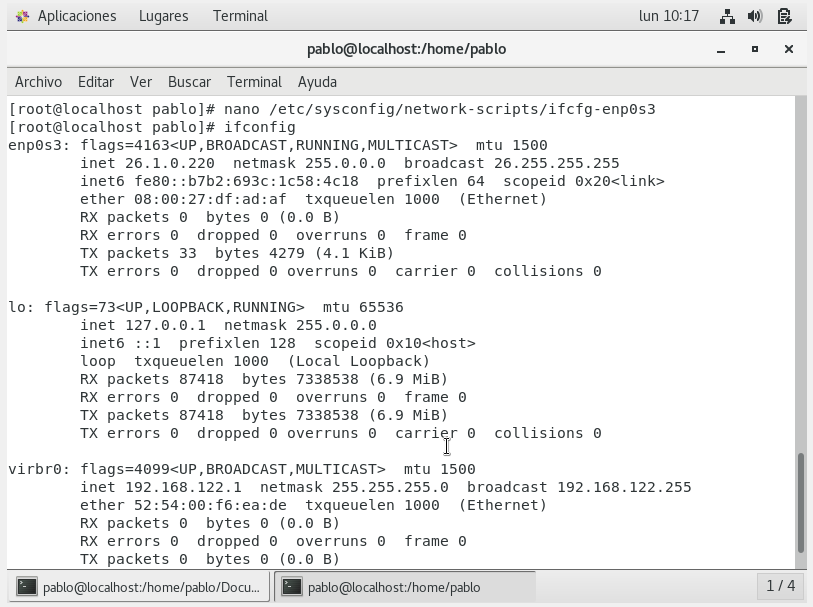 Aplicaciones Lugares Terminal lun 10:17
pablo@localhost:/home/pablo
Archivo Editar Ver Buscar Terminal Ayuda
[root@localhost pablo]# nano /etc/sysconfig/network-scripts/ifcfg-enp0s3
[root@localhost pablo]# ifconfig
enp0s3: flags=4163<UP,BROADCAST,RUNNING,MULTICAST>  mtu 1500
        inet 26.1.0.220  netmask 255.0.0.0  broadcast 26.255.255.255
        inet6 fe80::b7b2:693c:1c58:4c18  prefixlen 64  scopeid 0x20<link>
        ether 08:00:27:df:ad:af  txqueuelen 1000  (Ethernet)
        RX packets 0  bytes 0 (0.0 B)
        RX errors 0  dropped 0  overruns 0  frame 0
        TX packets 33  bytes 4279 (4.1 KiB)
        TX errors 0  dropped 0 overruns 0  carrier 0  collisions 0

lo: flags=73<UP,LOOPBACK,RUNNING>  mtu 65536
        inet 127.0.0.1  netmask 255.0.0.0
        inet6 ::1  prefixlen 128  scopeid 0x10<host>
        loop  txqueuelen 1000  (Local Loopback)
        RX packets 87418  bytes 7338538 (6.9 MiB)
        RX errors 0  dropped 0  overruns 0  frame 0
        TX packets 87418  bytes 7338538 (6.9 MiB)
        TX errors 0  dropped 0 overruns 0  carrier 0  collisions 0

virbr0: flags=4099<UP,BROADCAST,MULTICAST>  mtu 1500
        inet 192.168.122.1  netmask 255.255.255.0  broadcast 192.168.122.255
        ether 52:54:00:f6:ea:de  txqueuelen 1000  (Ethernet)
        RX packets 0  bytes 0 (0.0 B)
        RX errors 0  dropped 0  overruns 0  frame 0
        TX packets 0  bytes 0 (0.0 B)
pablo@localhost:/home/pablo/Docu... pablo@localhost:/home/pablo 1 / 4